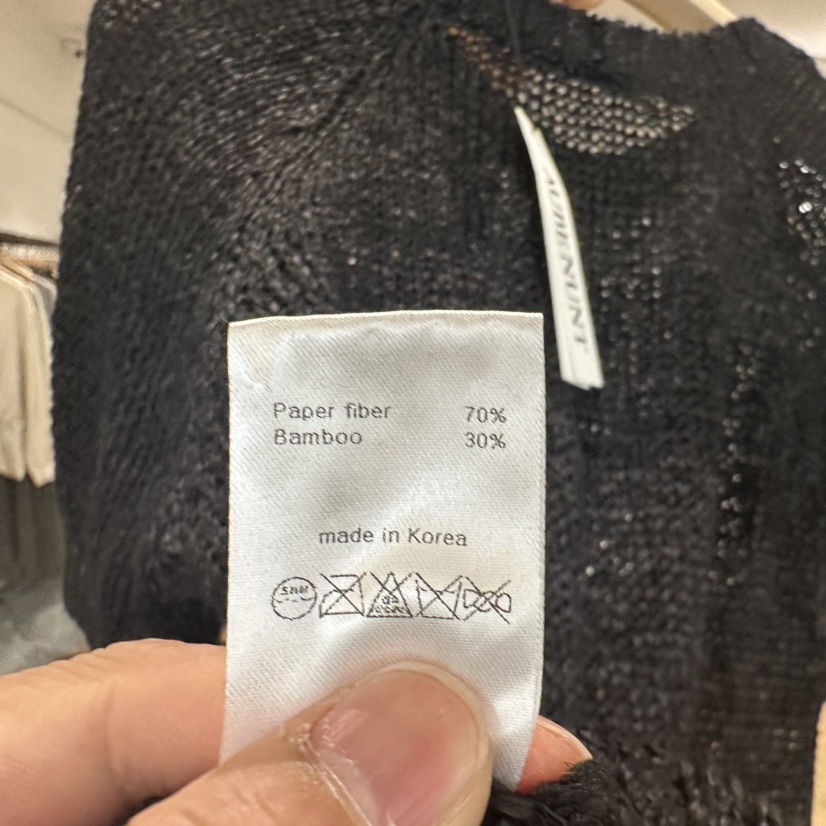 Paper fiber 70%
Bamboo 30%
made in Korea